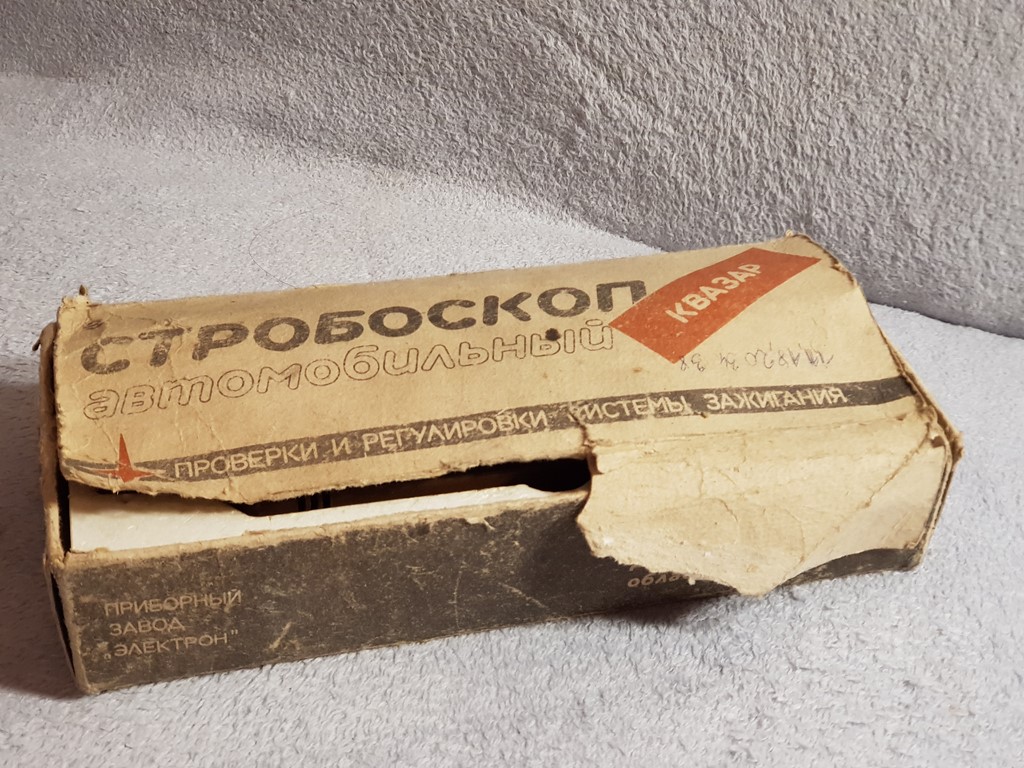 СТРОБОСКОП
автомобильный
КВАЗАР
ПРОВЕРКИ И РЕГУЛИРОВКИ СИСТЕМЫ ЗАЖИГАНИЯ
ПРИБОРНЫЙ
ЗАВОД
„ЭЛЕКТРОН"